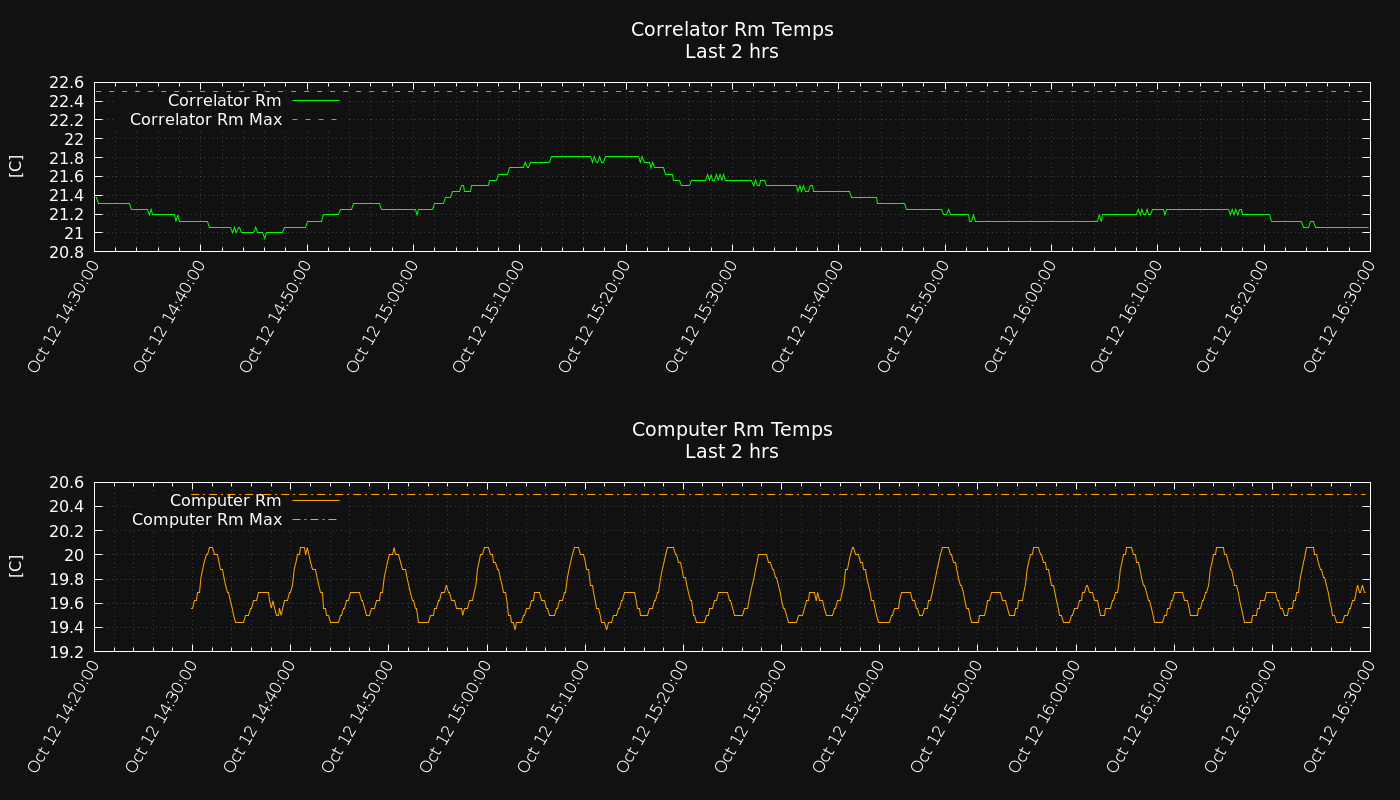 Correlator Rm Temps
Last 2 hrs
22.6
22.4
22.2
22
21.8
21.6
21.4
21.2
21
20.8
[C]
Correlator Rm
Correlator Rm Max
Oct 12 14:30:00
Oct 12 14:40:00
Oct 12 14:50:00
Oct 12 15:00:00
Oct 12 15:10:00
Oct 12 15:20:00
Oct 12 15:30:00
Oct 12 15:40:00
Oct 12 15:50:00
Oct 12 16:00:00
Oct 12 16:10:00
Oct 12 16:20:00
Oct 12 16:30:00
Computer Rm Temps
Last 2 hrs
20.6
20.4
20.2
20
19.8
19.6
19.4
19.2
[C]
Computer Rm
Computer Rm Max
Oct 12 14:20:00
Oct 12 14:30:00
Oct 12 14:40:00
Oct 12 14:50:00
Oct 12 15:00:00
Oct 12 15:10:00
Oct 12 15:20:00
Oct 12 15:30:00
Oct 12 15:40:00
Oct 12 15:50:00
Oct 12 16:00:00
Oct 12 16:10:00
Oct 12 16:20:00
Oct 12 16:30:00